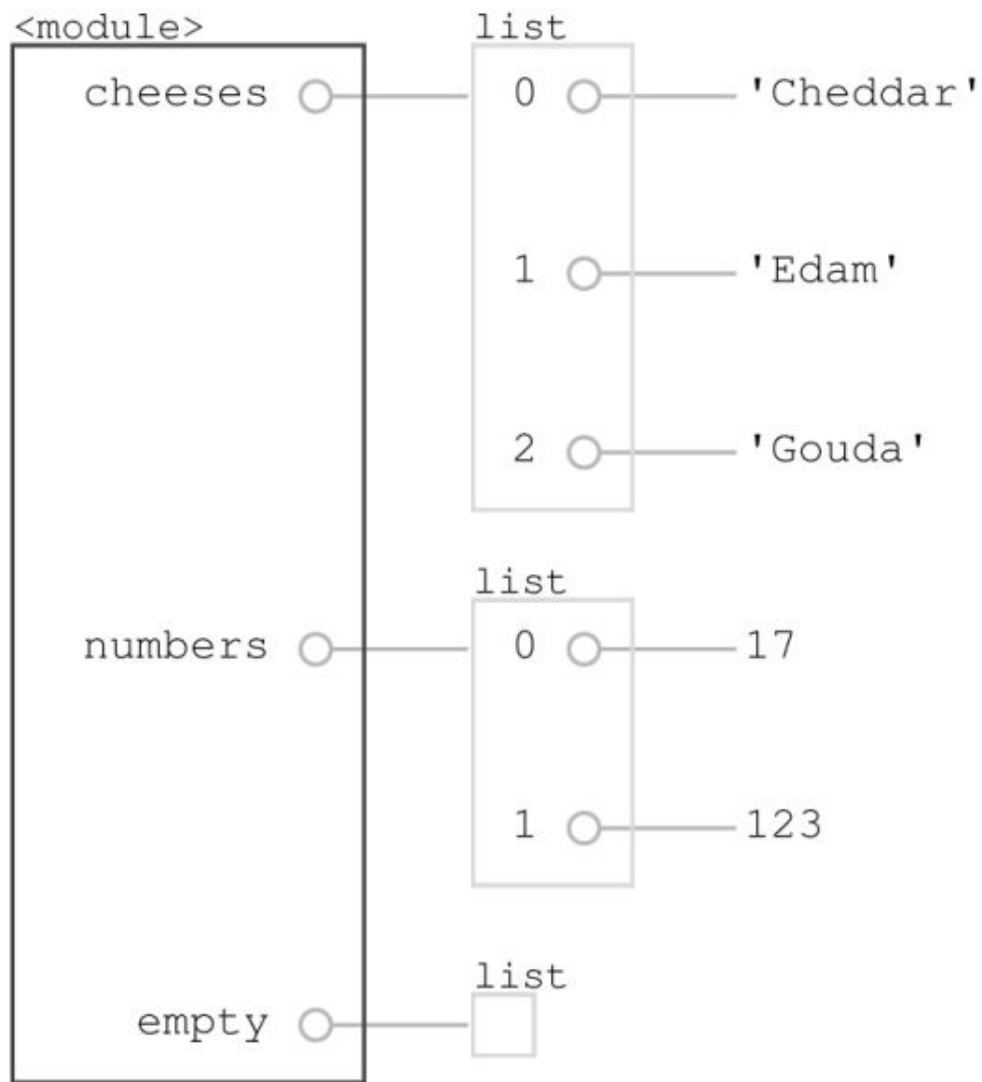 <module> list
cheeses 0 'Cheddar'
1 'Edam'
2 'Gouda'
list
numbers 0 17
1 123
list
empty